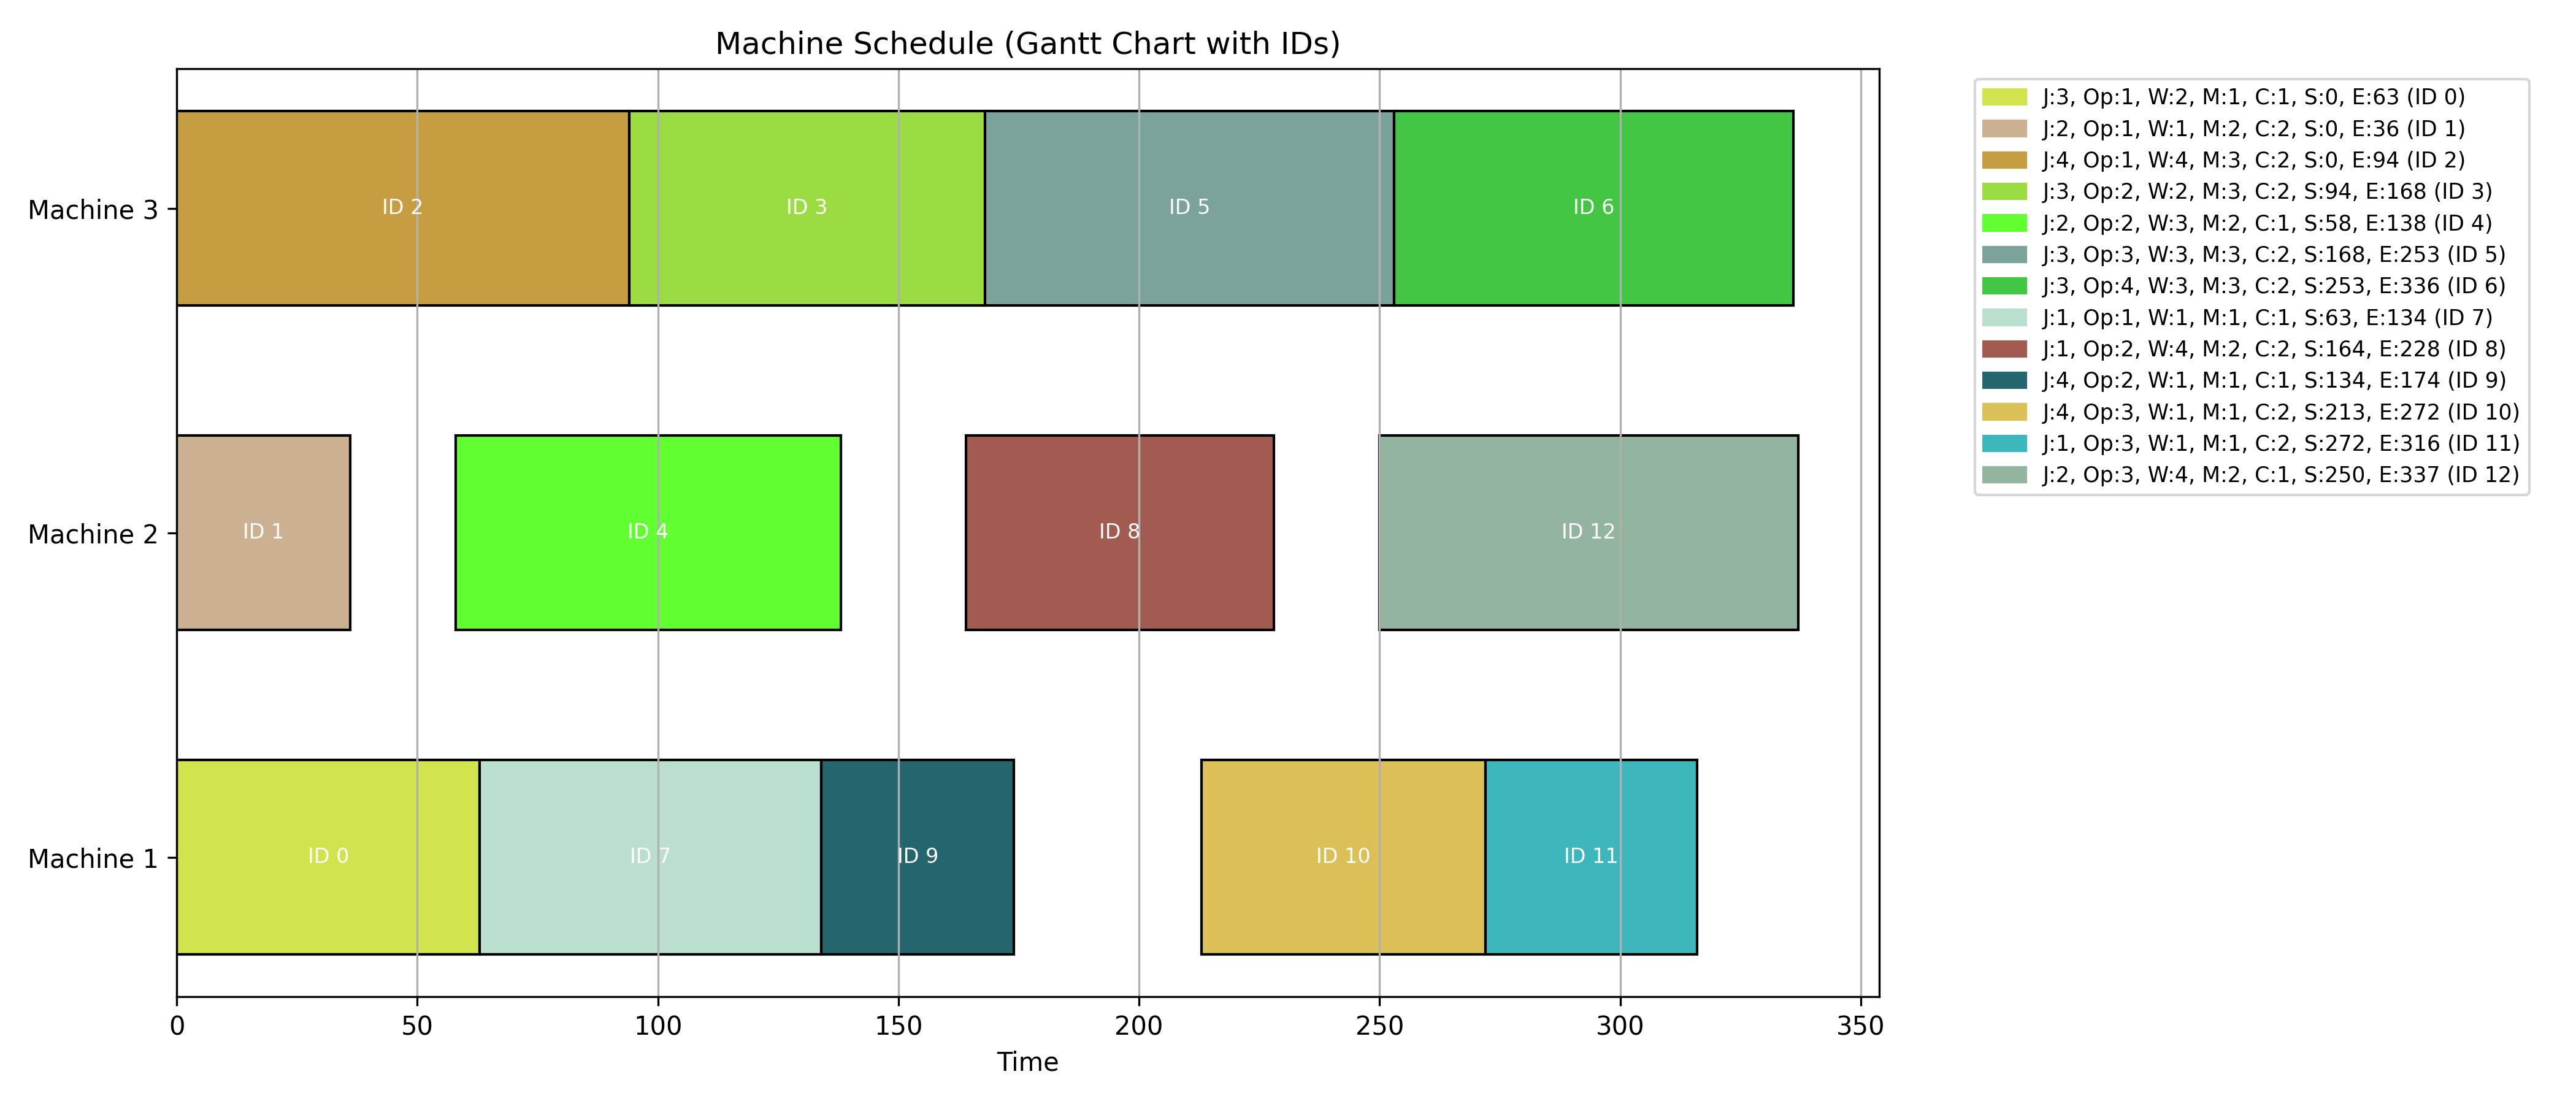 Machine Schedule (Gantt Chart with IDs)
Machine 3
ID 2
ID 3
ID 5
ID 6
Machine 2
ID 1
ID 4
ID 8
ID 12
Machine 1
ID 0
ID 7
ID 9
ID 10
ID 11
0 50 100 150 200 250 300 350
Time
J:3, Op:1, W:2, M:1, C:1, S:0, E:63 (ID 0)
J:2, Op:1, W:1, M:2, C:2, S:0, E:36 (ID 1)
J:4, Op:1, W:4, M:3, C:2, S:0, E:94 (ID 2)
J:3, Op:2, W:2, M:3, C:2, S:94, E:168 (ID 3)
J:2, Op:2, W:3, M:2, C:1, S:58, E:138 (ID 4)
J:3, Op:3, W:3, M:3, C:2, S:168, E:253 (ID 5)
J:3, Op:4, W:3, M:3, C:2, S:253, E:336 (ID 6)
J:1, Op:1, W:1, M:1, C:1, S:63, E:134 (ID 7)
J:1, Op:2, W:4, M:2, C:2, S:164, E:228 (ID 8)
J:4, Op:2, W:1, M:1, C:1, S:134, E:174 (ID 9)
J:4, Op:3, W:1, M:1, C:2, S:213, E:272 (ID 10)
J:1, Op:3, W:1, M:1, C:2, S:272, E:316 (ID 11)
J:2, Op:3, W:4, M:2, C:1, S:250, E:337 (ID 12)